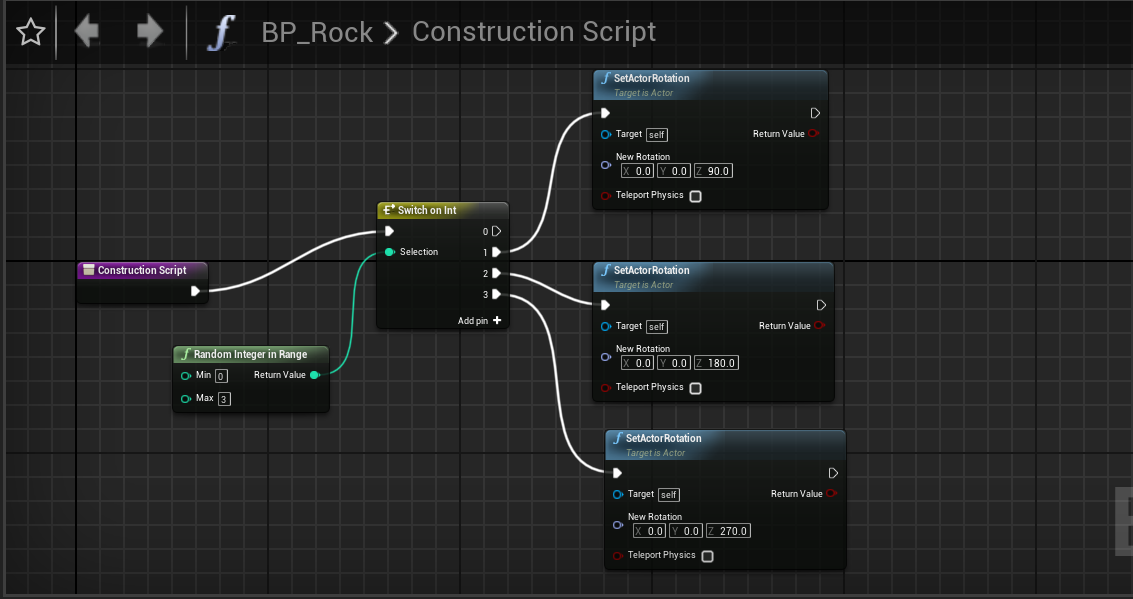 BP_Rock > Construction Script
SetActorRotation
Target is Actor
Target self
Return Value
New Rotation
X 0.0 Y 0.0 Z 90.0
Teleport Physics
Switch on Int
0
Selection
1
2
3
Add pin +
Construction Script
SetActorRotation
Target is Actor
Target self
Return Value
New Rotation
X 0.0 Y 0.0 Z 180.0
Teleport Physics
Random Integer in Range
Min 0
Return Value
Max 3
SetActorRotation
Target is Actor
Target self
Return Value
New Rotation
X 0.0 Y 0.0 Z 270.0
Teleport Physics